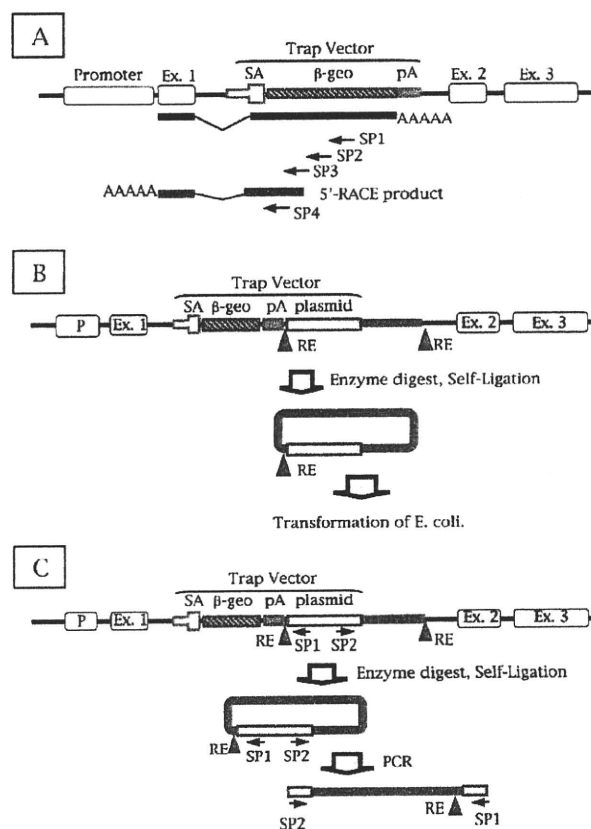 A
Trap Vector
Promoter Ex. 1 SA β-geo pA Ex. 2 Ex. 3
AAAAA
SP1
SP2
SP3
AAAAA 5'-RACE product
SP4
B
Trap Vector
SA β-geo pA plasmid
P Ex. 1 Ex. 2 Ex. 3
RE RE
Enzyme digest, Self-Ligation
RE
Transformation of E. coli.
C
Trap Vector
SA β-geo pA plasmid
P Ex. 1 Ex. 2 Ex. 3
RE SP1 SP2 RE
Enzyme digest, Self-Ligation
RE SP1 SP2
PCR
RE
SP2 SP1